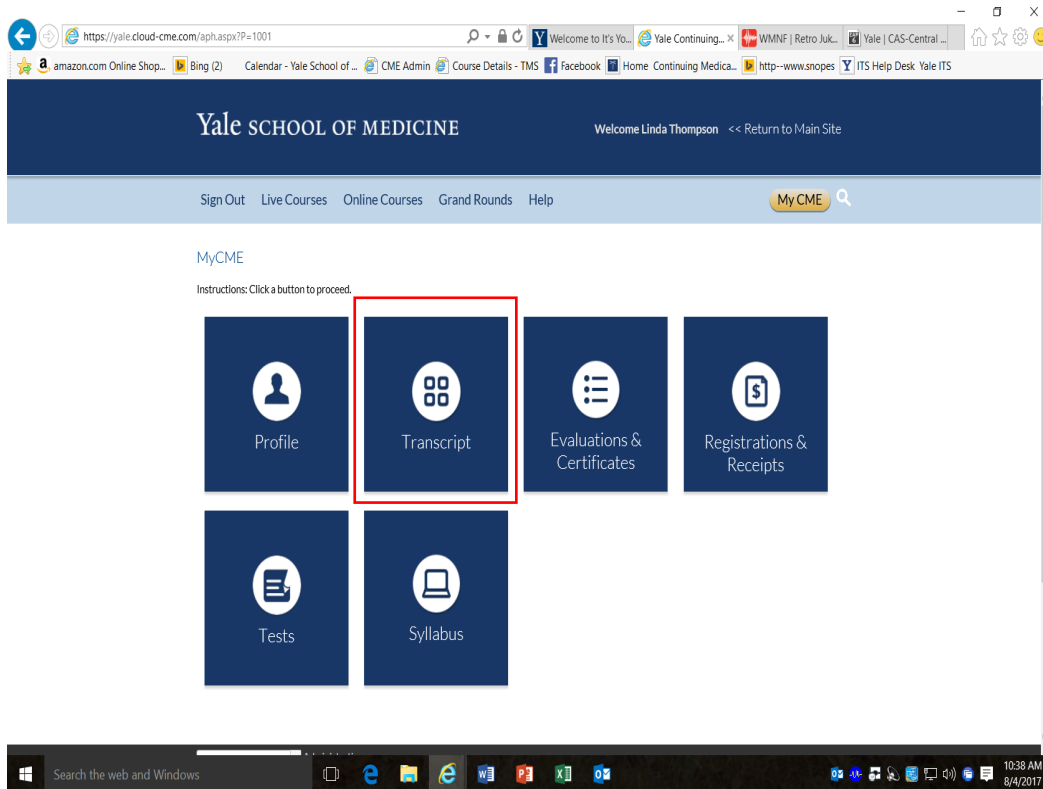 https://yale.cloud-cme.com/aph.aspx?P=1001
Welcome to It's Yo...
Yale Continuing...
WMNF | Retro Juk...
Yale | CAS-Central ...
amazon.com Online Shop...
Bing (2)
Calendar - Yale School of ...
CME Admin
Course Details - TMS
Facebook
Home Continuing Medica...
http--www.snopes
ITS Help Desk Yale ITS
Yale SCHOOL OF MEDICINE
Welcome Linda Thompson << Return to Main Site
Sign Out Live Courses Online Courses Grand Rounds Help
My CME
MyCME
Instructions: Click a button to proceed.
Profile
Transcript
Evaluations &
Certificates
Registrations &
Receipts
Tests
Syllabus
Search the web and Windows
10:38 AM
8/4/2017